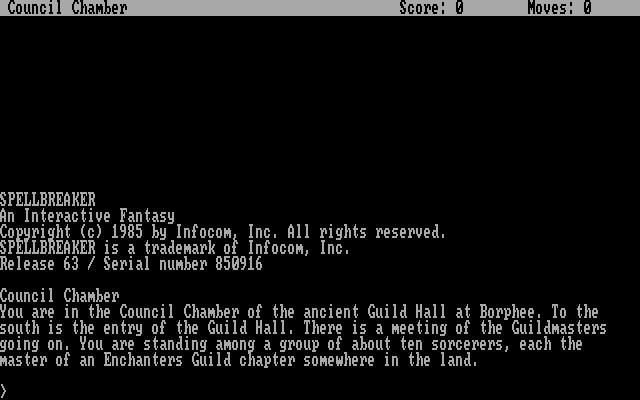 Council Chamber Score: 0 Moves: 0
SPELLBREAKER
An Interactive Fantasy
Copyright (c) 1985 by Infocom, Inc. All rights reserved.
SPELLBREAKER is a trademark of Infocom, Inc.
Release 63 / Serial number 850916
Council Chamber
You are in the Council Chamber of the ancient Guild Hall at Borphee. To the
south is the entry of the Guild Hall. There is a meeting of the Guildmasters
going on. You are standing among a group of about ten sorcerers, each the
master of an Enchanters Guild chapter somewhere in the land.
>